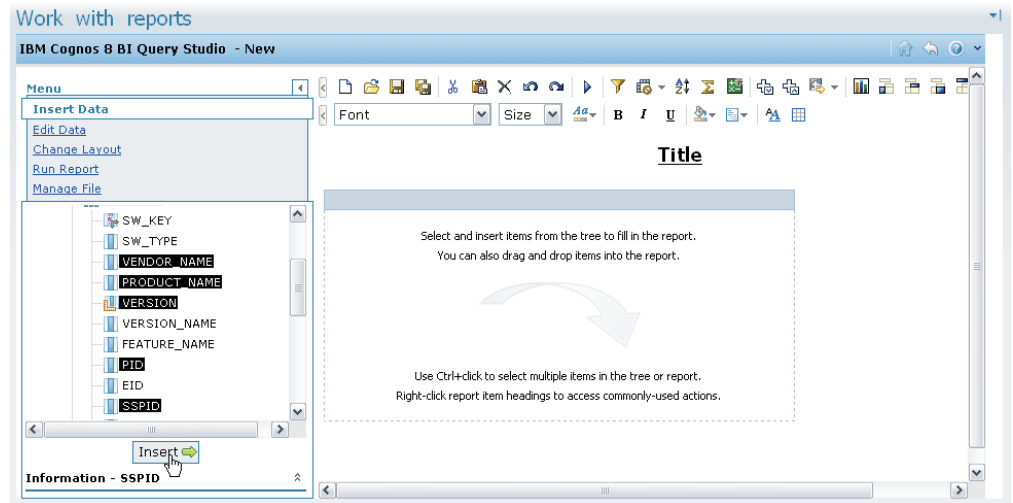 Work with reports
IBM Cognos 8 BI Query Studio - New
Menu
Insert Data
Edit Data
Change Layout
Run Report
Manage File
SW_KEY
SW_TYPE
VENDOR_NAME
PRODUCT_NAME
VERSION
VERSION_NAME
FEATURE_NAME
PID
EID
SSPID
Insert
Information - SSPID
Font Size Aa B I U AA
Title
Select and insert items from the tree to fill in the report.
You can also drag and drop items into the report.
Use Ctrl+click to select multiple items in the tree or report.
Right-click report item headings to access commonly-used actions.